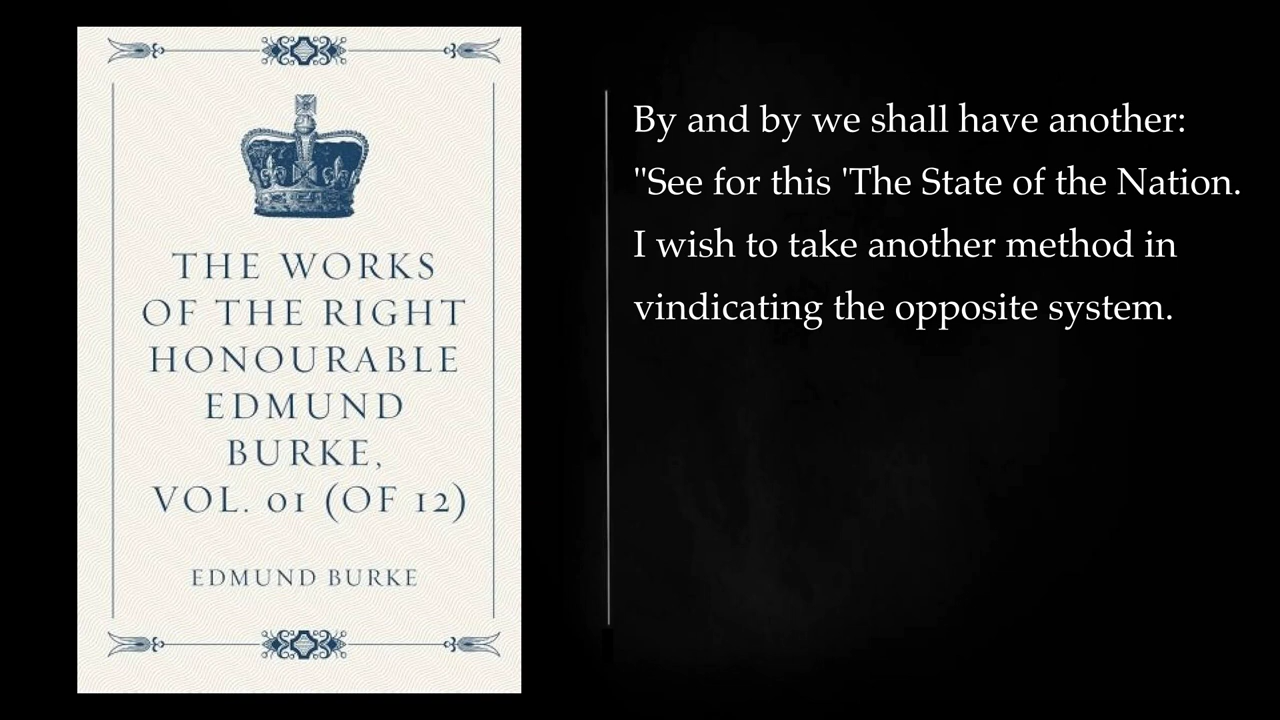 THE WORKS
OF THE RIGHT
HONOURABLE
EDMUND
BURKE,
VOL. 01 (OF 12)
EDMUND BURKE
By and by we shall have another:
"See for this 'The State of the Nation.
I wish to take another method in
vindicating the opposite system.